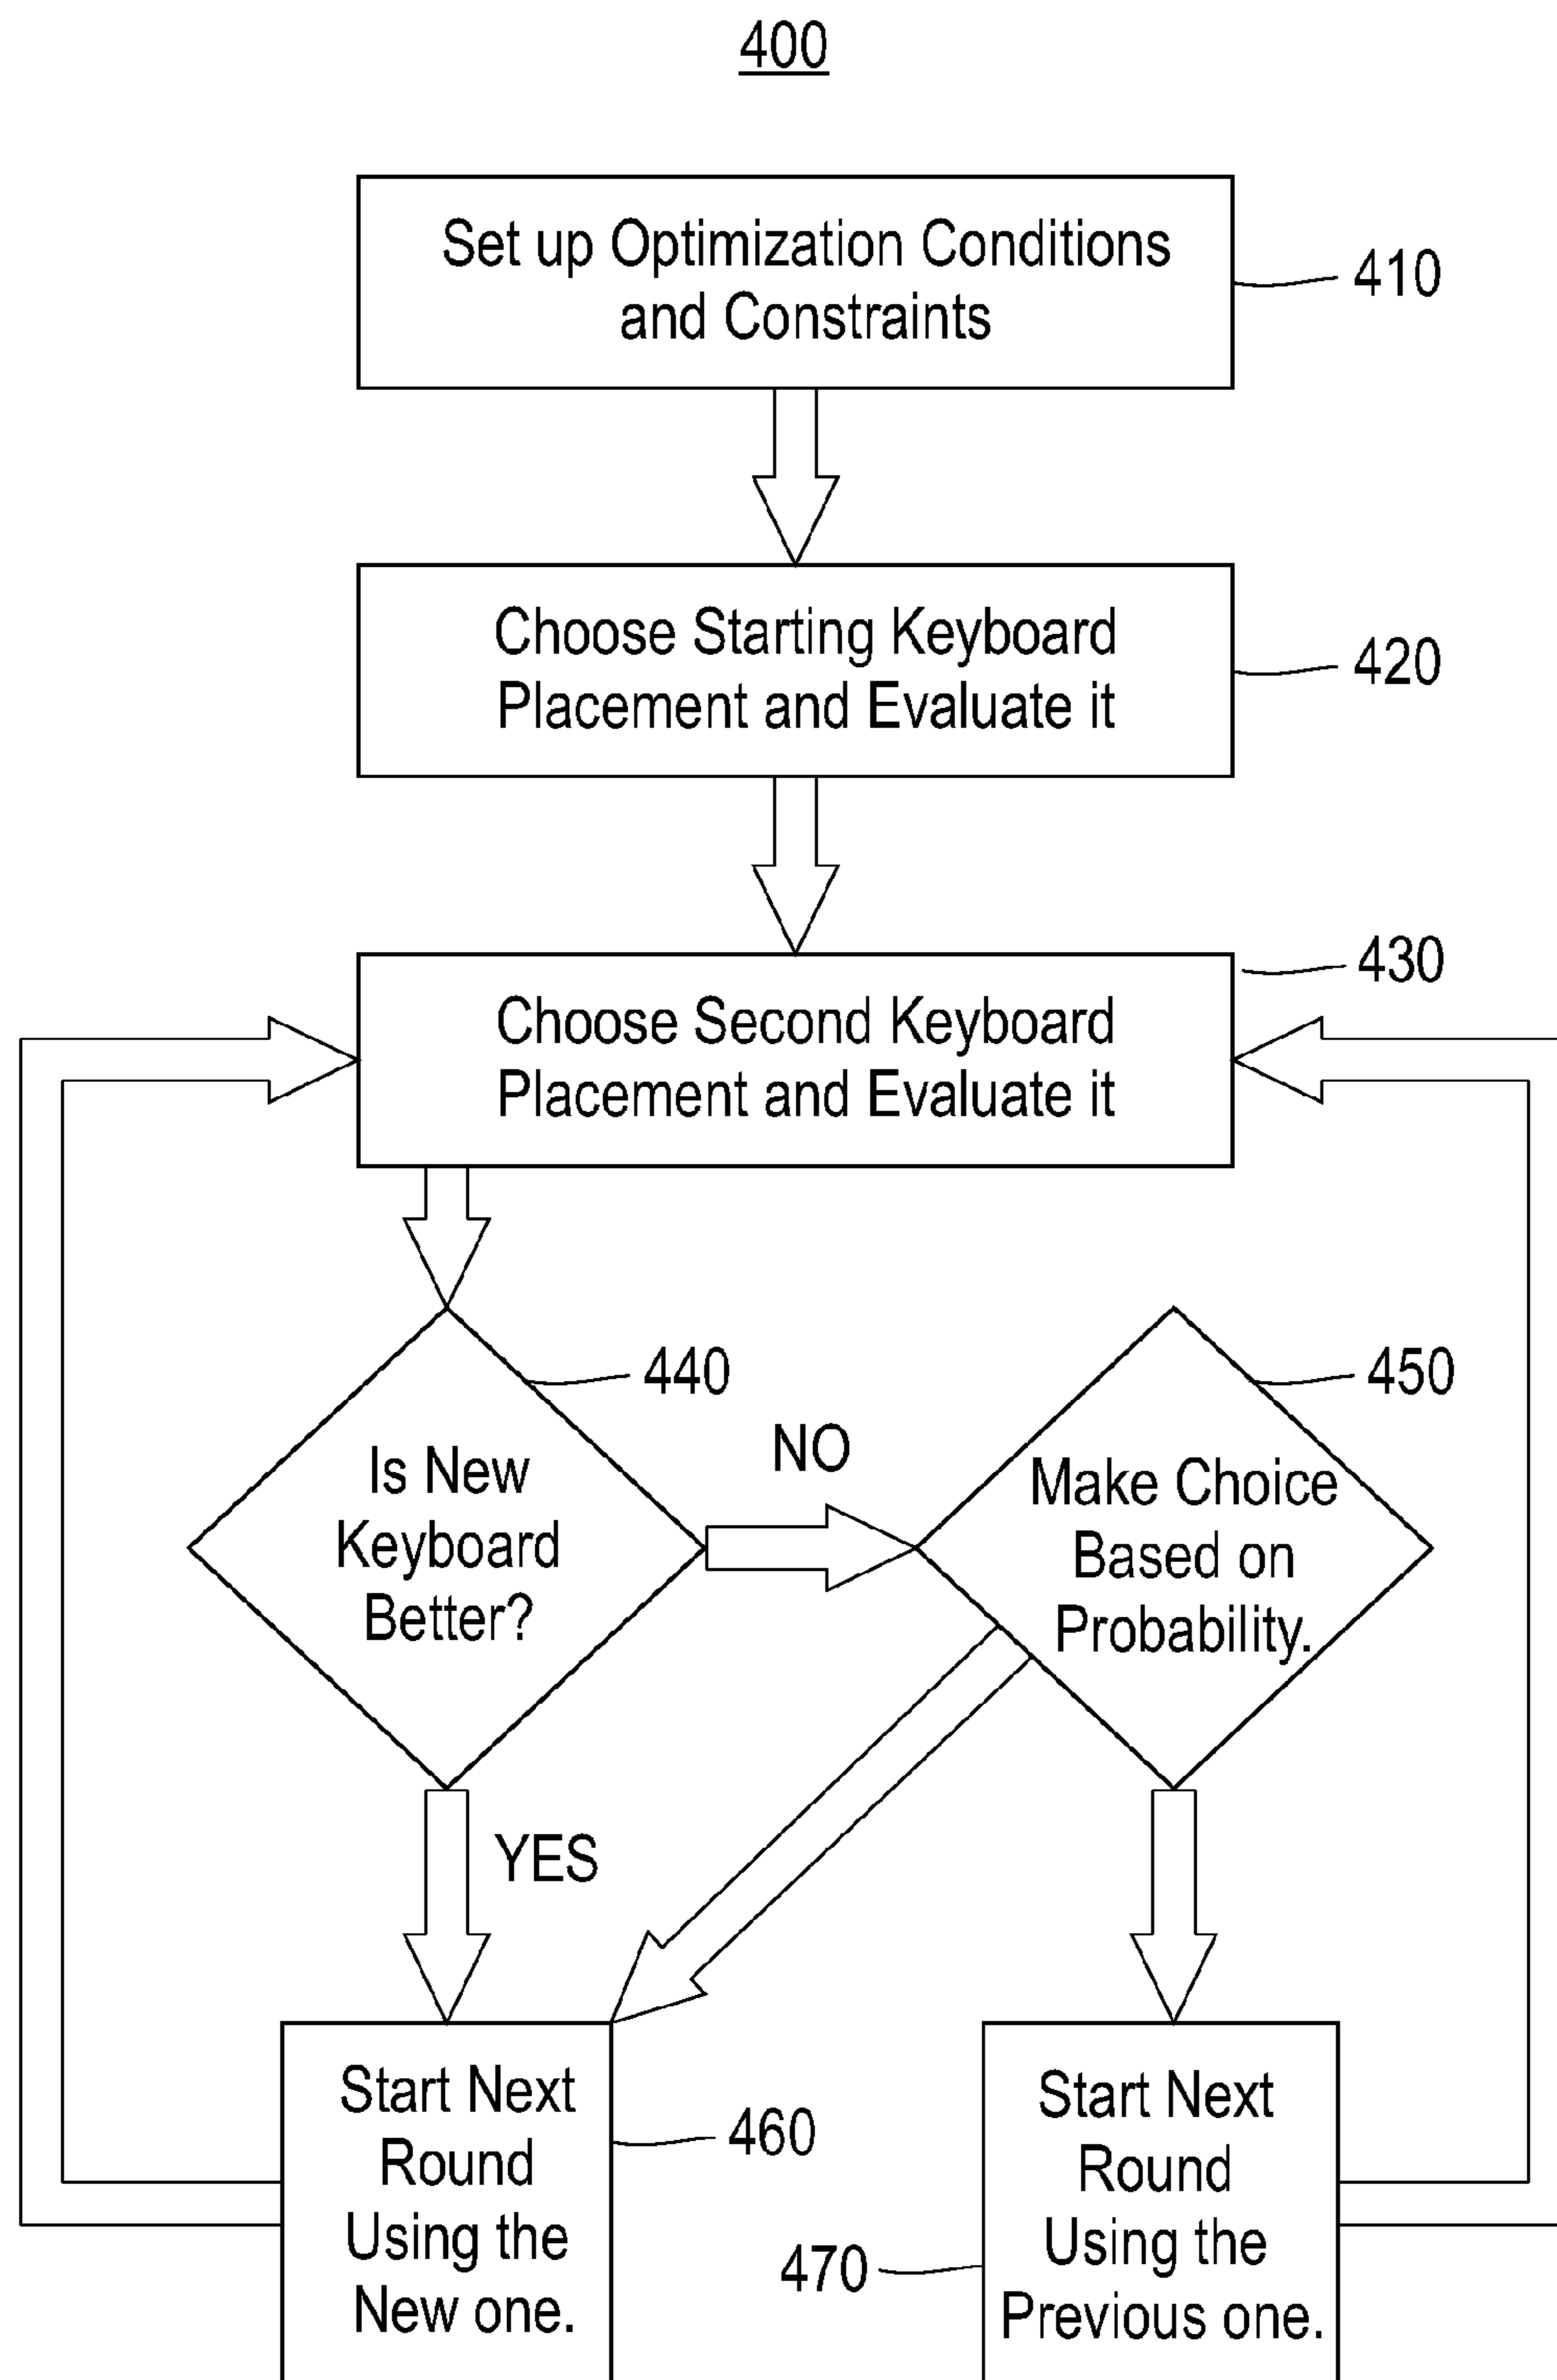 400
Set up Optimization Conditions
and Constraints
410
Choose Starting Keyboard
Placement and Evaluate it
420
430
Choose Second Keyboard
Placement and Evaluate it
440
Is New
Keyboard
Better?
NO
450
Make Choice
Based on
Probability.
YES
Start Next
Round
Using the
New one.
460
Start Next
Round
Using the
Previous one.
470